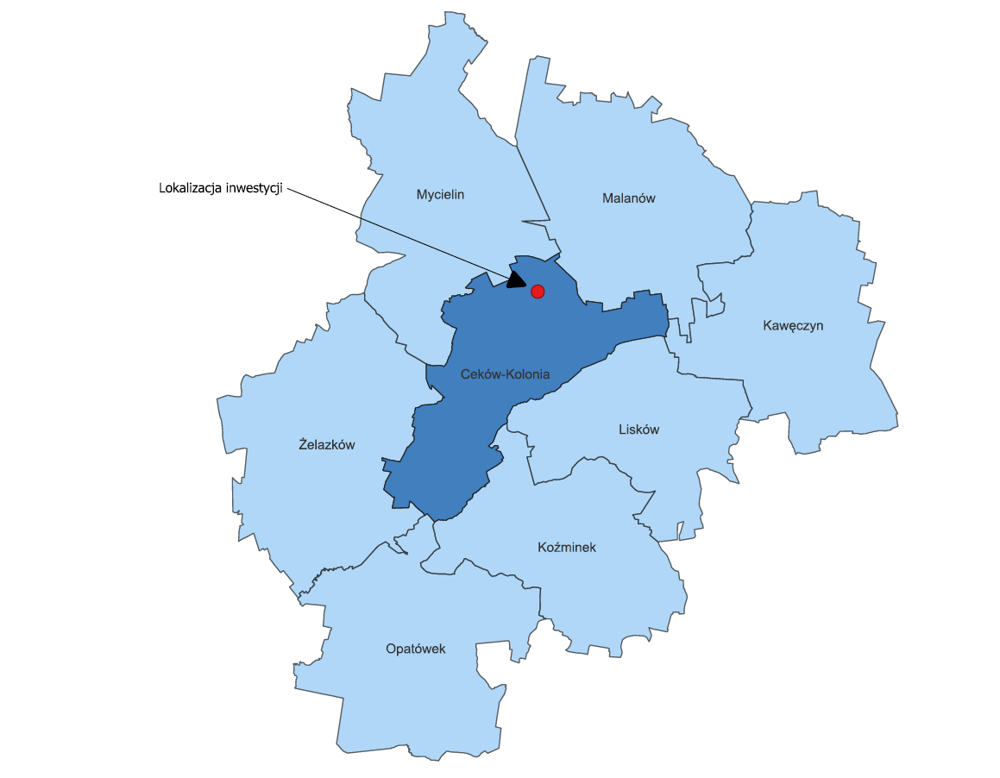 Lokalizacja inwestycji
Mycielin
Malanów
Kawęczyn
Ceków-Kolonia
Lisków
Żelazków
Koźminek
Opatówek